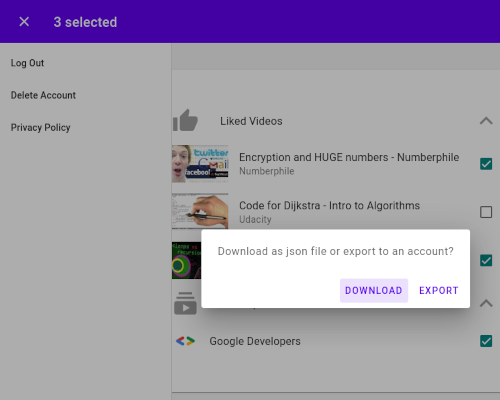 3 selected
Log Out
Delete Account
Privacy Policy
Liked Videos
Encryption and HUGE numbers - Numberphile
Numberphile
Code for Dijkstra - Intro to Algorithms
Udacity
Download as json file or export to an account?
DOWNLOAD
EXPORT
Google Developers